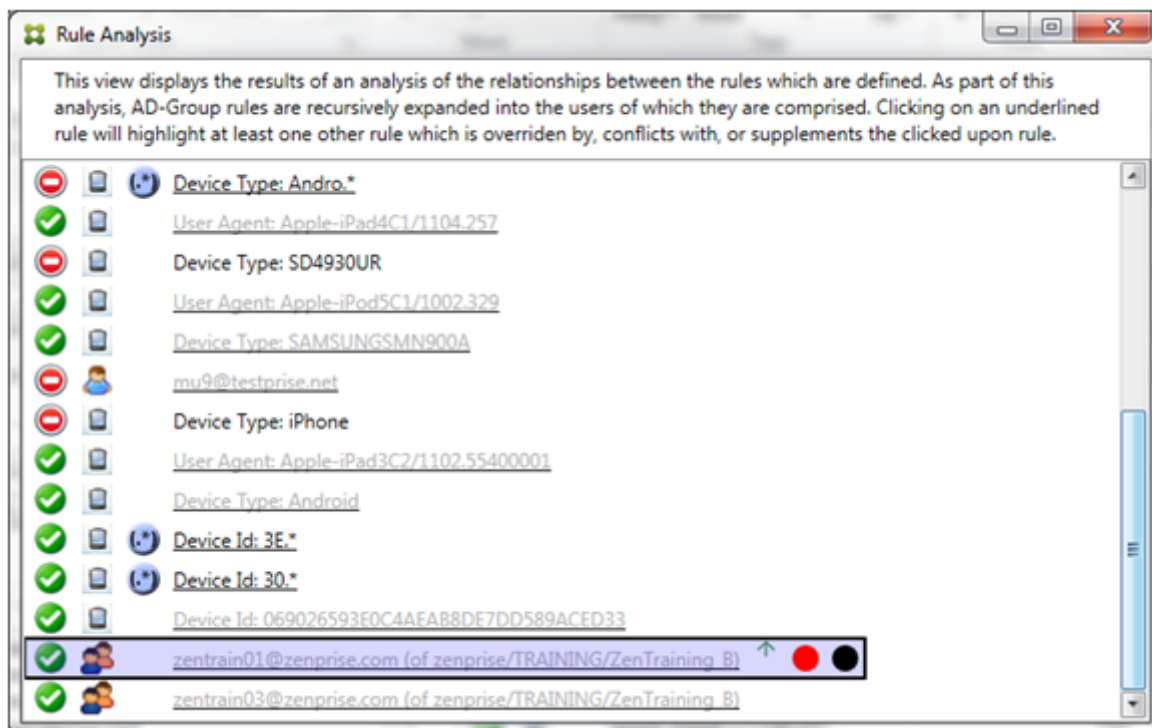 Rule Analysis
This view displays the results of an analysis of the relationships between the rules which are defined. As part of this
analysis, AD-Group rules are recursively expanded into the users of which they are comprised. Clicking on an underlined
rule will highlight at least one other rule which is overriden by, conflicts with, or supplements the clicked upon rule.
(.*) Device Type: Andro.*
User Agent: Apple-iPad4C1/1104.257
Device Type: SD4930UR
User Agent: Apple-iPod5C1/1002.329
Device Type: SAMSUNGSMN900A
mu9@testprise.net
Device Type: iPhone
User Agent: Apple-iPad3C2/1102.55400001
Device Type: Android
(.*) Device Id: 3E.*
(.*) Device Id: 30.*
Device Id: 069026593E0C4AEAB8DE7DD589ACED33
zentrain01@zenprise.com (of zenprise/TRAINING/ZenTraining_B)
zentrain03@zenprise.com (of zenprise/TRAINING/ZenTraining_B)